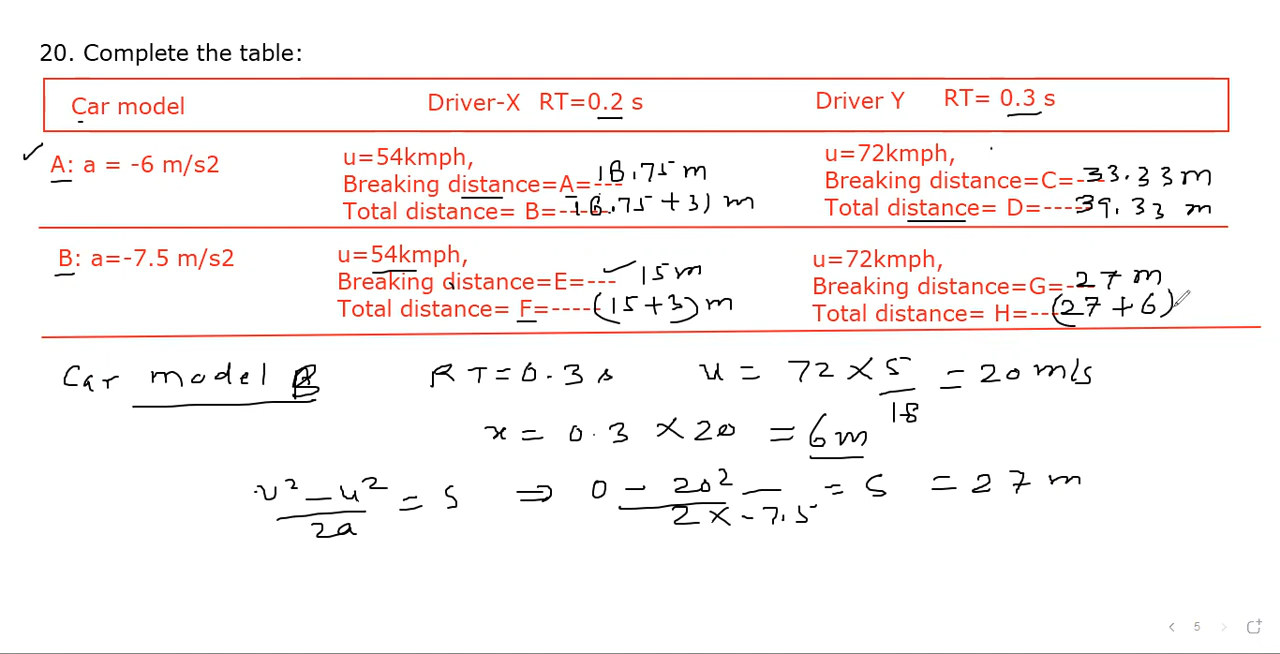 20. Complete the table:
Car model Driver-X RT=0.2 s Driver Y RT= 0.3 s
A: a = -6 m/s2
u=54kmph,
Breaking distance=A=--- 18.75 m
Total distance= B=------ 18.75 + 3) m
u=72kmph,
Breaking distance=C=--- 33.33 m
Total distance= D=---- 39.33 m
B: a=-7.5 m/s2
u=54kmph,
Breaking distance=E=--- 15 m
Total distance= F=----- (15+3) m
u=72kmph,
Breaking distance=G=--- 27 m
Total distance= H=--- (27 + 6)
Car model B RT=0.3 s u = 72 × 5/18 = 20 m/s
x = 0.3 × 20 = 6m
v² - u²/2a = S ⇒ 0 - 20²/2 × -7.5 = S = 27 m
5